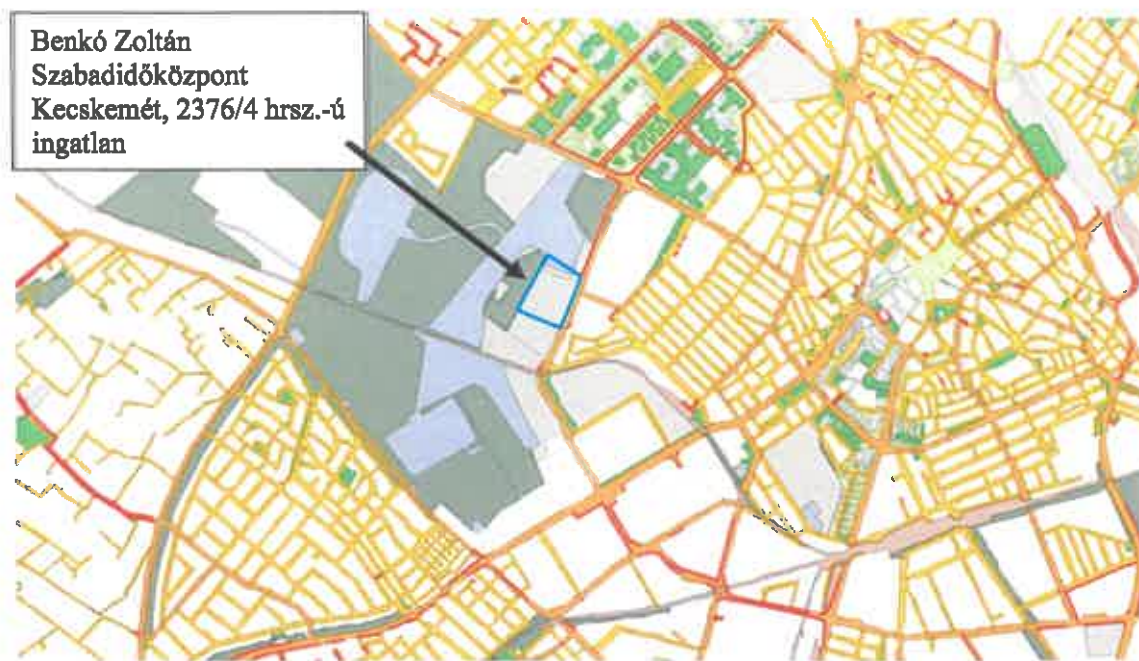 Benkó Zoltán
Szabadidőközpont
Kecskemét, 2376/4 hrsz.-ú
ingatlan